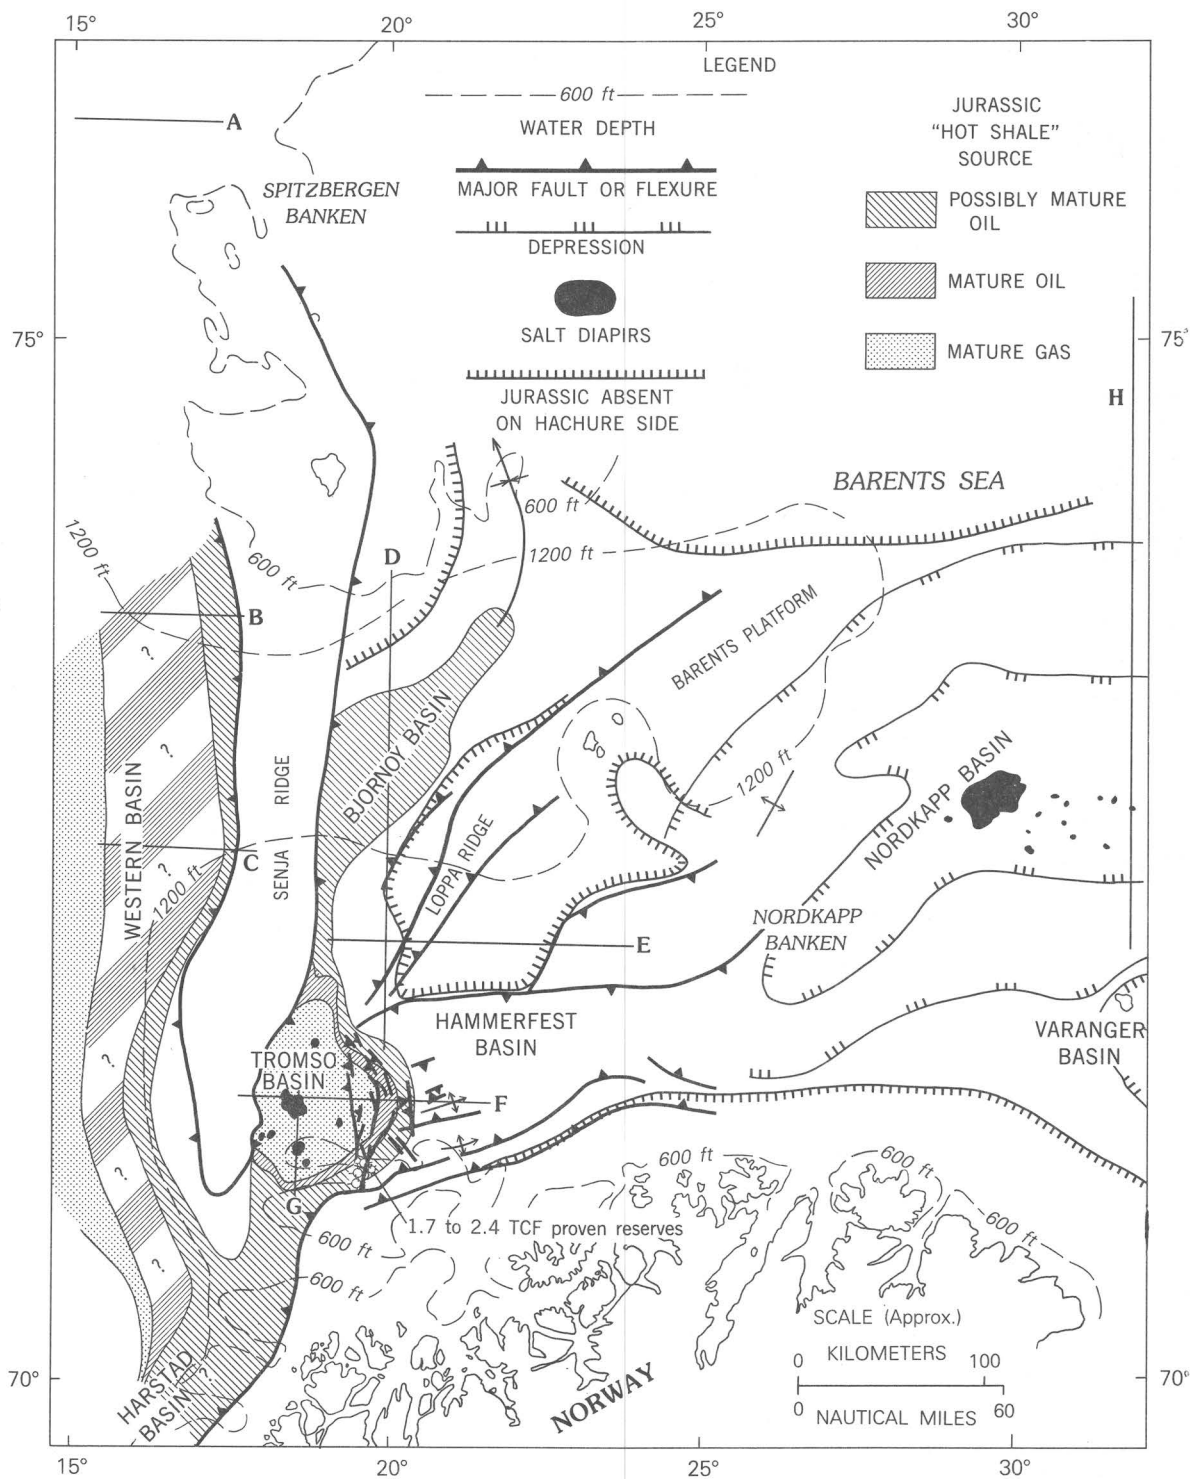 15°
20°
25°
30°
LEGEND
600 ft
WATER DEPTH
MAJOR FAULT OR FLEXURE
DEPRESSION
SALT DIAPIRS
JURASSIC ABSENT
ON HACHURE SIDE
JURASSIC
"HOT SHALE"
SOURCE
POSSIBLY MATURE
OIL
MATURE OIL
MATURE GAS
A
SPITZBERGEN
BANKEN
75°
75°
H
BARENTS SEA
600 ft
1200 ft
1200 ft
600 ft
D
B
?
BARENTS PLATFORM
BJORNOY BASIN
?
SENJA RIDGE
WESTERN BASIN
1200 ft
NORDKAPP BASIN
C
?
1200 ft
LOPPA RIDGE
NORDKAPP
BANKEN
E
HAMMERFEST
BASIN
VARANGER
BASIN
?
TROMSO
BASIN
F
?
G
600 ft
600 ft
600 ft
1.7 to 2.4 TCF proven reserves
600 ft
600 ft
?
HARSTAD
BASIN
?
NORWAY
SCALE (Approx.)
0 100
KILOMETERS
0 60
NAUTICAL MILES
70°
70°
15°
20°
25°
30°